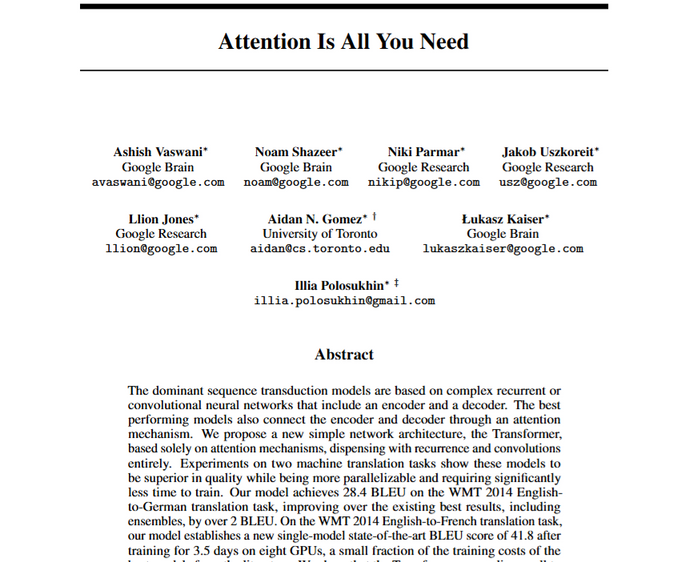 Attention Is All You Need
Ashish Vaswani* Noam Shazeer* Niki Parmar* Jakob Uszkoreit*
Google Brain Google Brain Google Research Google Research
avaswani@google.com noam@google.com nikip@google.com usz@google.com
Llion Jones* Aidan N. Gomez* † Łukasz Kaiser*
Google Research University of Toronto Google Brain
llion@google.com aidan@cs.toronto.edu lukaszkaiser@google.com
Illia Polosukhin* ‡
illia.polosukhin@gmail.com
Abstract
The dominant sequence transduction models are based on complex recurrent or
convolutional neural networks that include an encoder and a decoder. The best
performing models also connect the encoder and decoder through an attention
mechanism. We propose a new simple network architecture, the Transformer,
based solely on attention mechanisms, dispensing with recurrence and convolutions
entirely. Experiments on two machine translation tasks show these models to
be superior in quality while being more parallelizable and requiring significantly
less time to train. Our model achieves 28.4 BLEU on the WMT 2014 English-
to-German translation task, improving over the existing best results, including
ensembles, by over 2 BLEU. On the WMT 2014 English-to-French translation task,
our model establishes a new single-model state-of-the-art BLEU score of 41.8 after
training for 3.5 days on eight GPUs, a small fraction of the training costs of the